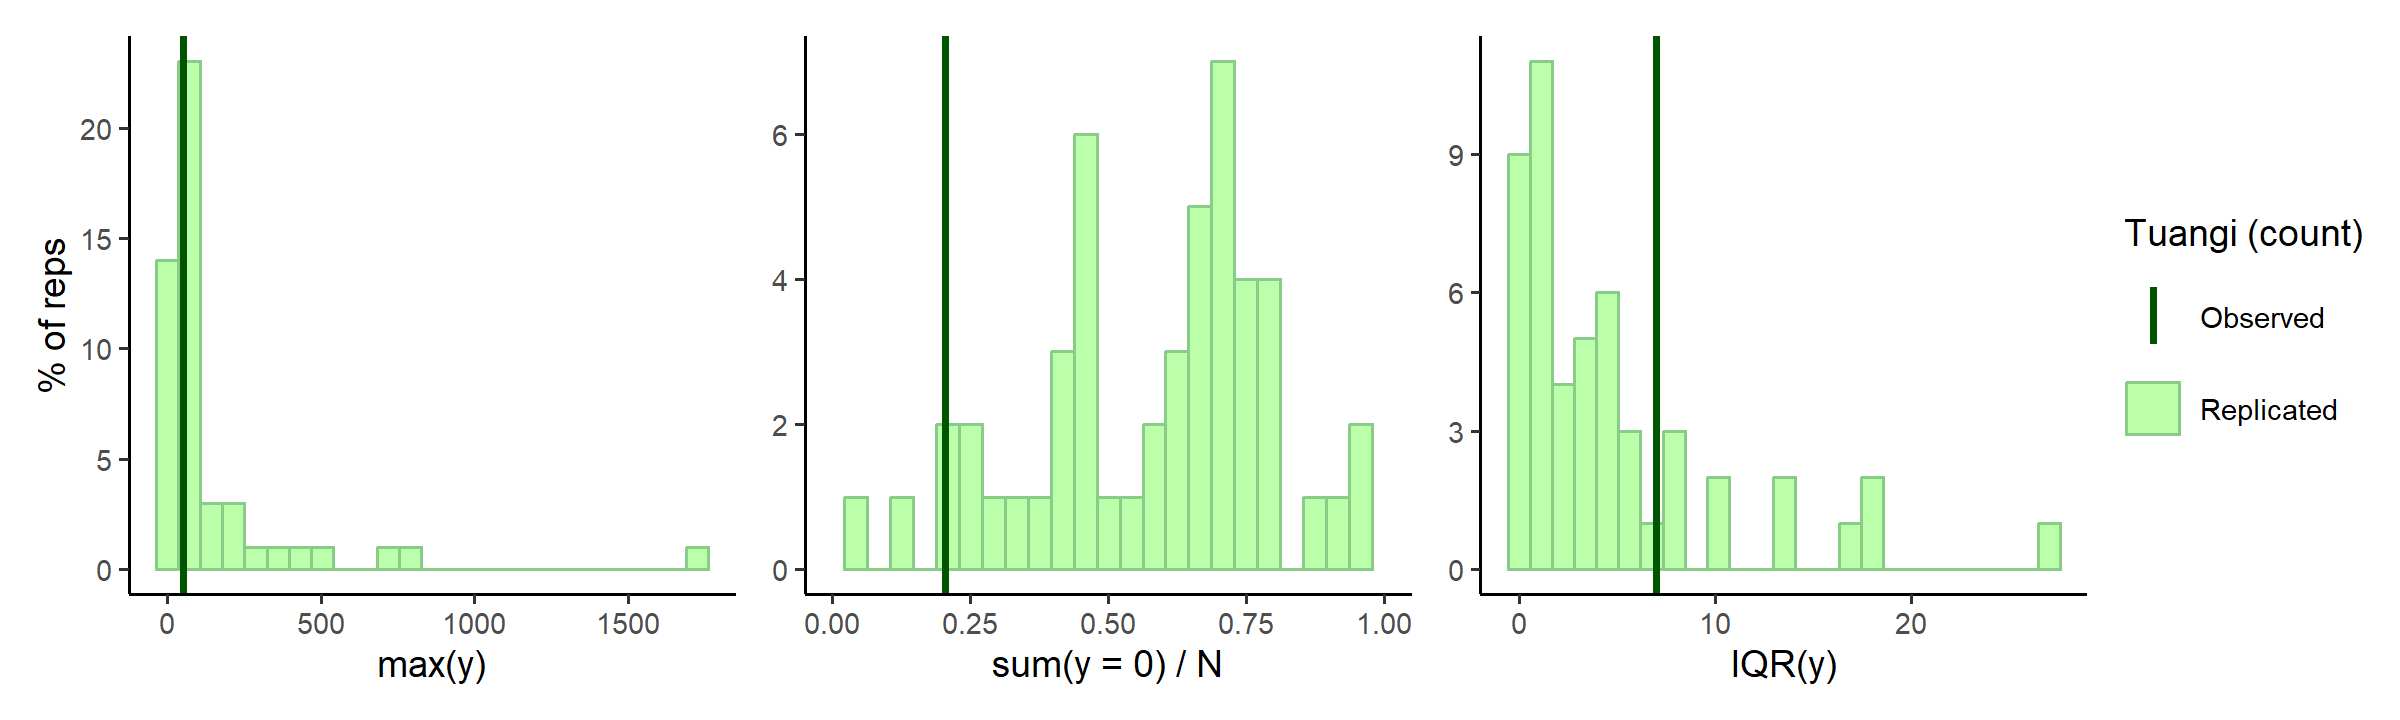 % of reps
20
15
10
5
0
0 500 1000 1500
max(y)
6
4
2
0
0.00 0.25 0.50 0.75 1.00
sum(y = 0) / N
9
6
3
0
0 10 20
IQR(y)
Tuangi (count)
Observed
Replicated